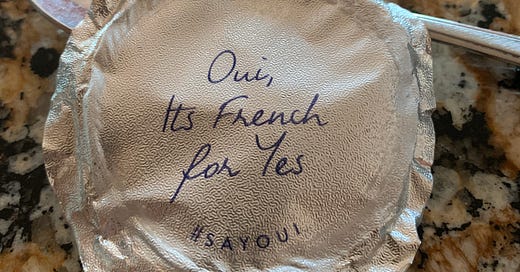 Oui,
Its French
for Yes
#SAYOUI